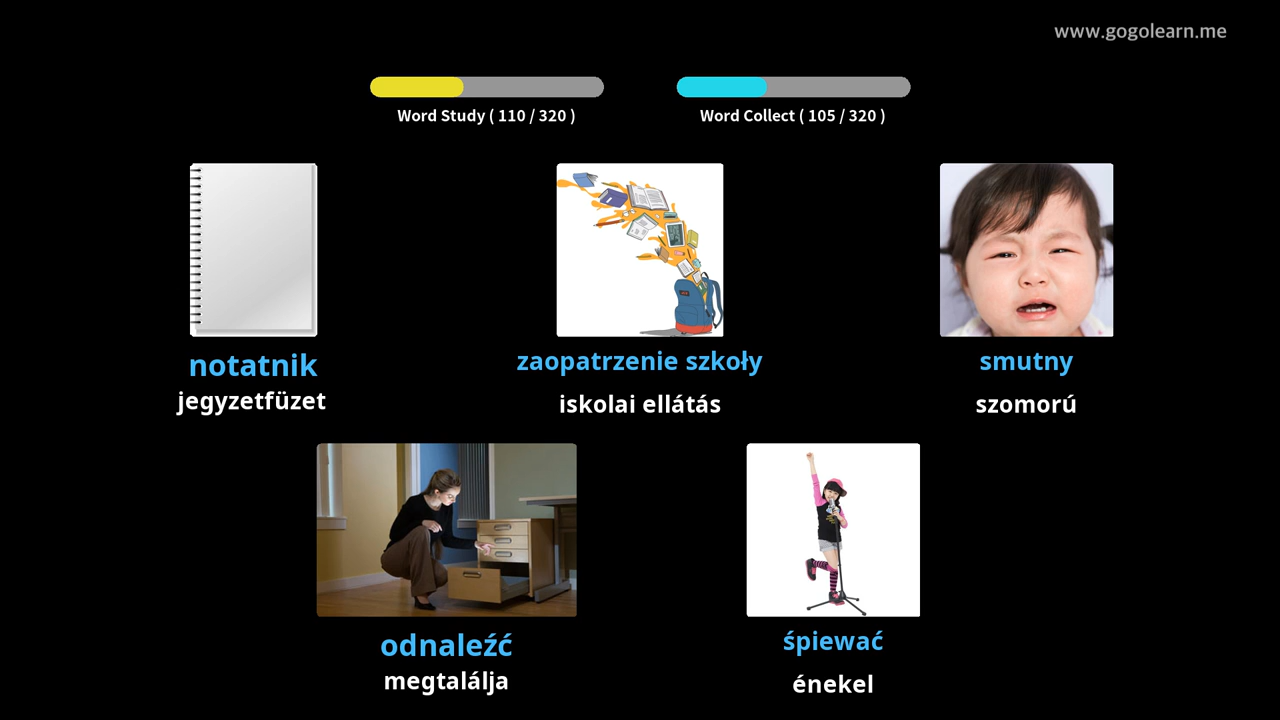 www.gogolearn.me
Word Study ( 110 / 320 )
Word Collect ( 105 / 320 )
notatnik
jegyzetfüzet
zaopatrzenie szkoły
iskolai ellátás
smutny
szomorú
odnaleźć
megtalálja
śpiewać
énekel